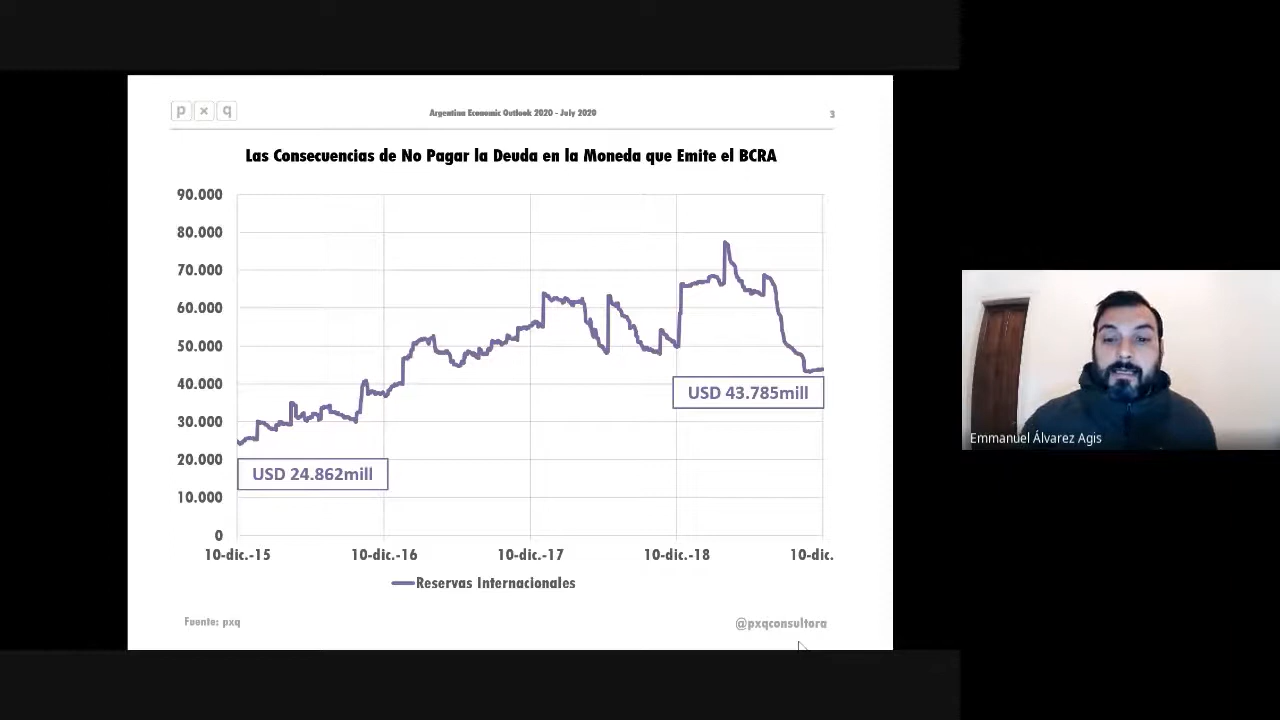 p x q
Argentina Economic Outlook 2020 - July 2020
3
Las Consecuencias de No Pagar la Deuda en la Moneda que Emite el BCRA
90.000
80.000
70.000
60.000
50.000
40.000
30.000
20.000
10.000
0
USD 43.785mill
USD 24.862mill
10-dic.-15 10-dic.-16 10-dic.-17 10-dic.-18 10-dic.
Reservas Internacionales
Fuente: pxq
@pxqconsultora
Emmanuel Álvarez Agis